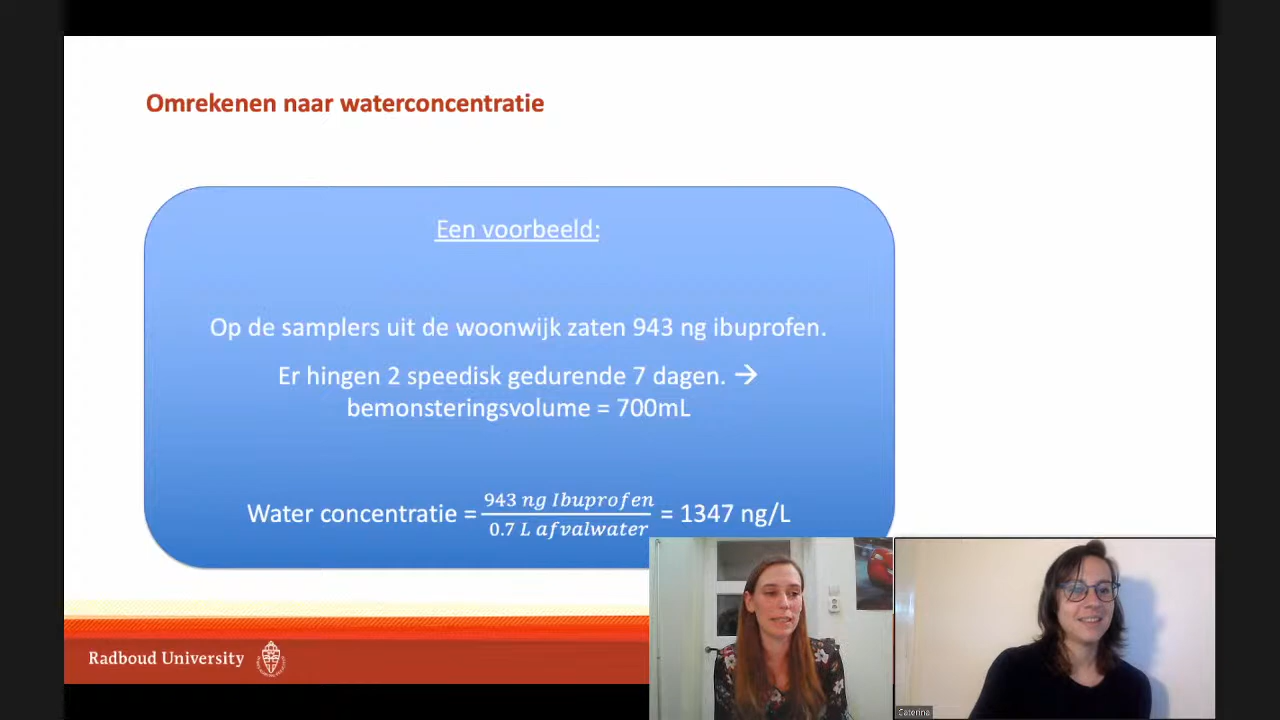 Omrekenen naar waterconcentratie
Een voorbeeld:
Op de samplers uit de woonwijk zaten 943 ng ibuprofen.
Er hingen 2 speedisk gedurende 7 dagen. →
bemonsteringsvolume = 700mL
Water concentratie = 943 ng Ibuprofen / 0.7 L afvalwater = 1347 ng/L
Radboud University
Caterina